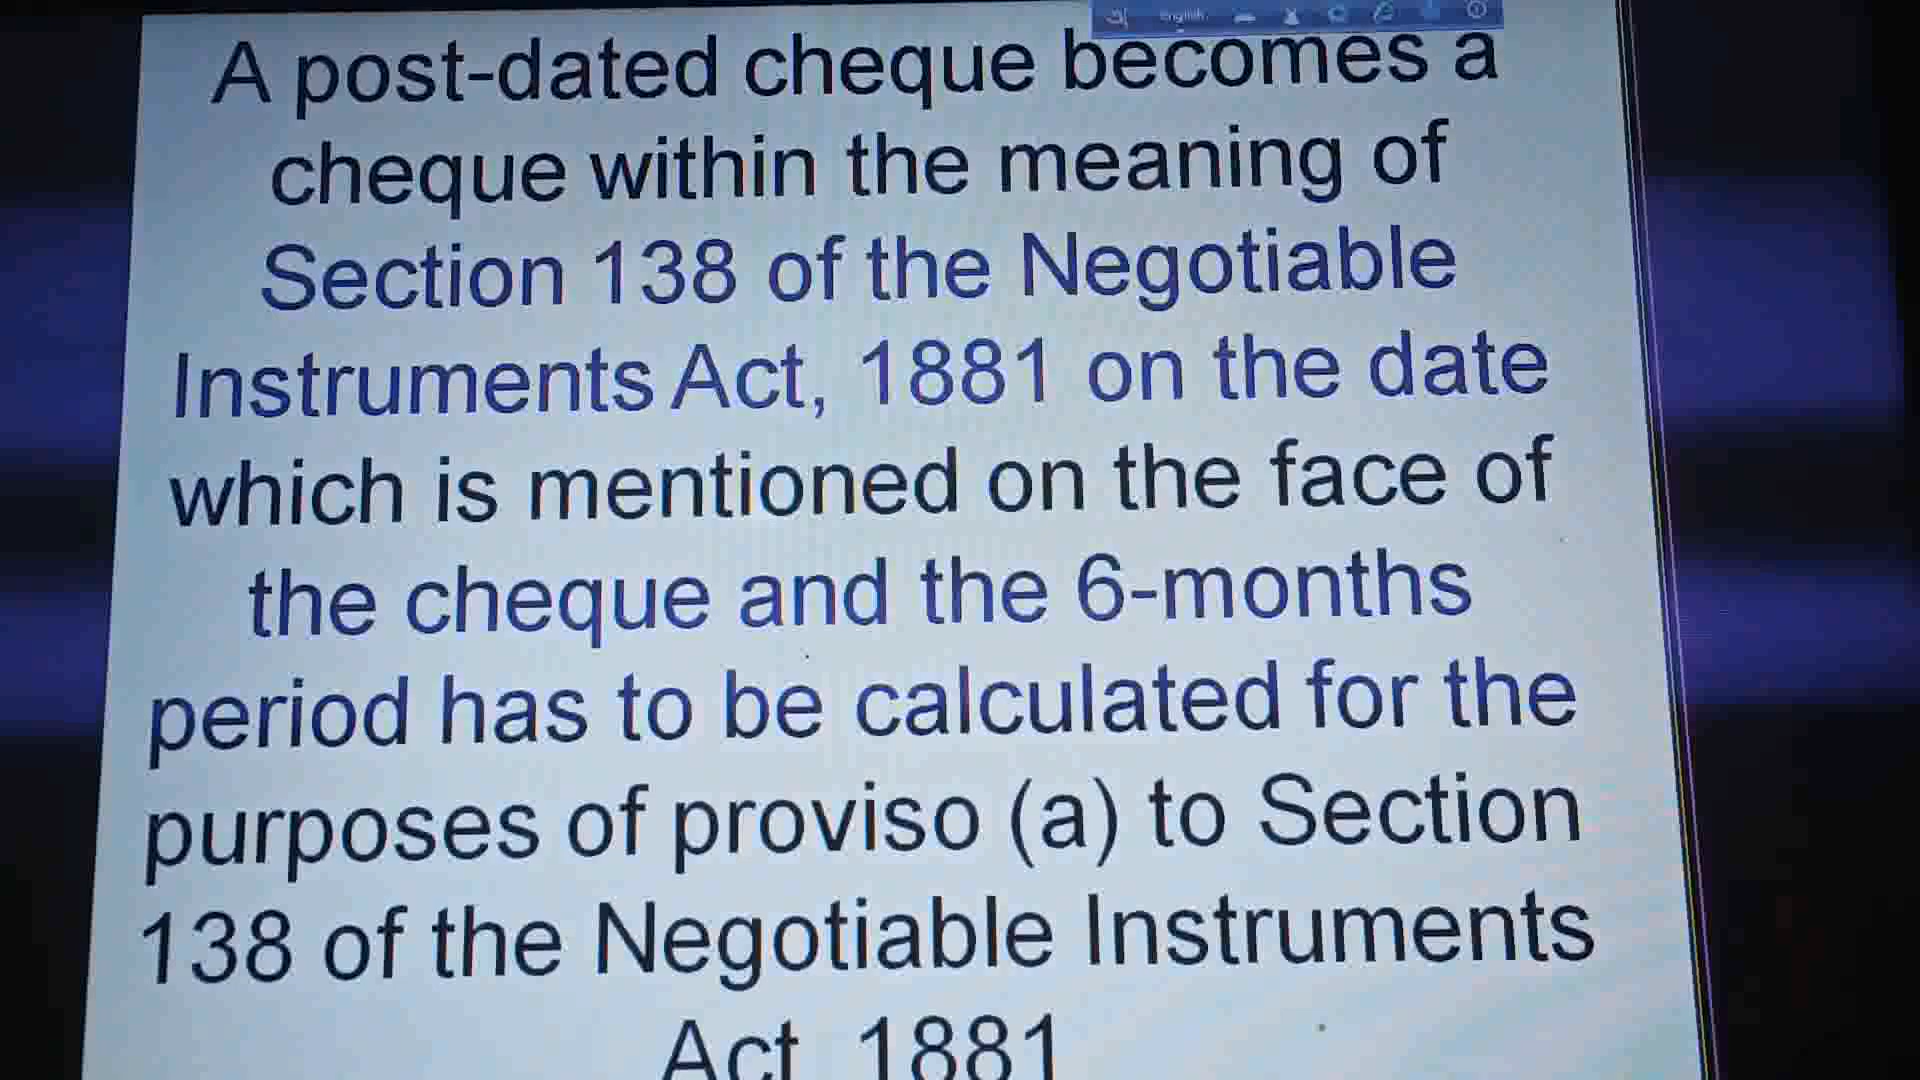 English
A post-dated cheque becomes a
cheque within the meaning of
Section 138 of the Negotiable
Instruments Act, 1881 on the date
which is mentioned on the face of
the cheque and the 6-months
period has to be calculated for the
purposes of proviso (a) to Section
138 of the Negotiable Instruments
Act 1881